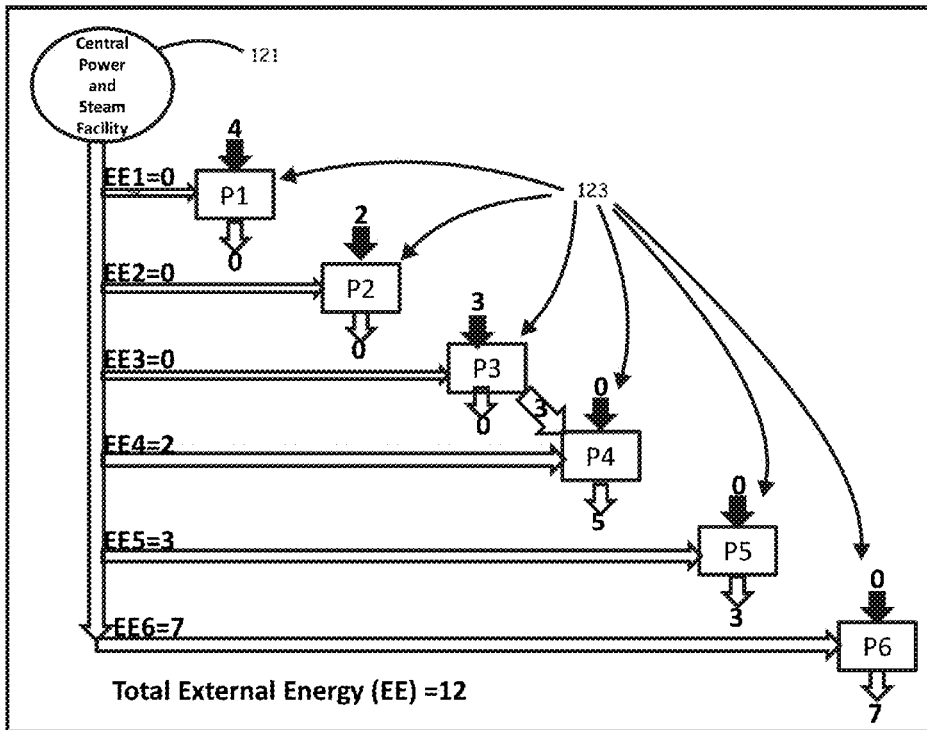 Central
Power
and
Steam
Facility
121
4
EE1=0
P1
123
0
2
EE2=0
P2
0
3
EE3=0
P3
0
3
0
EE4=2
P4
5
0
EE5=3
P5
3
0
EE6=7
P6
7
Total External Energy (EE) =12